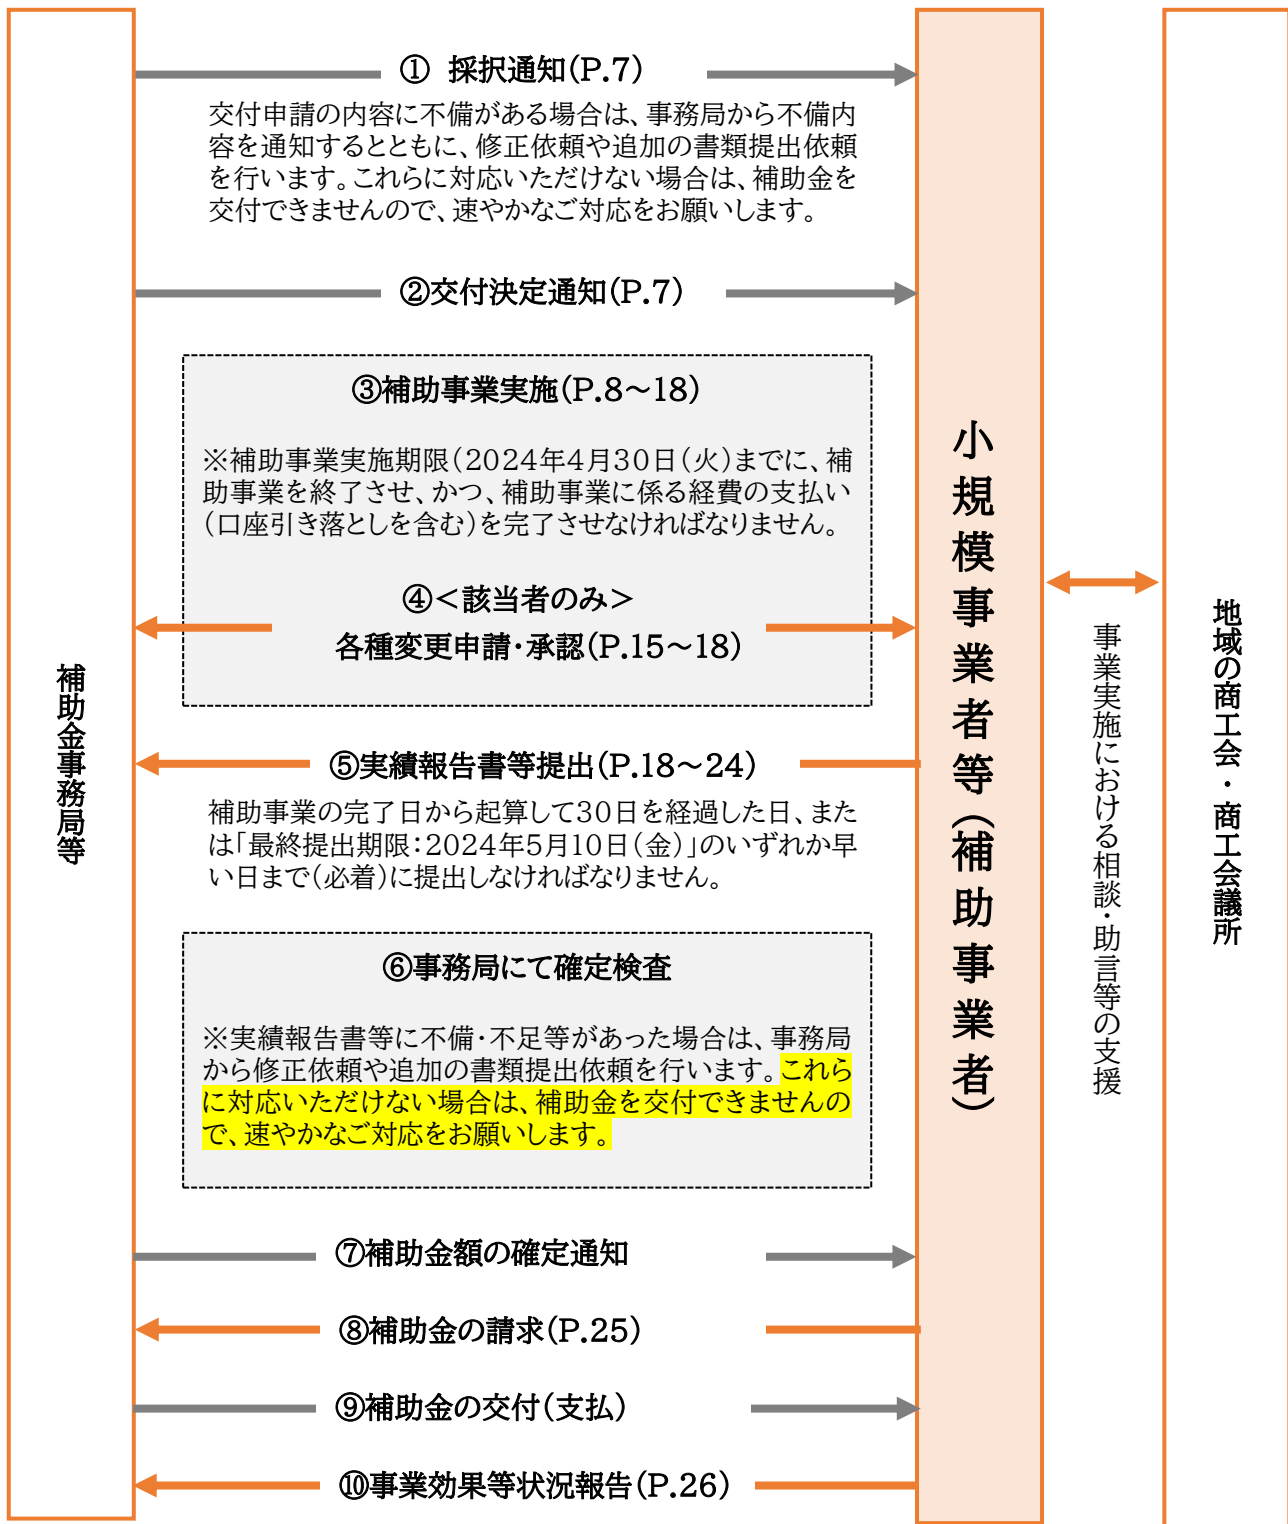 ① 採択通知(P.7)
交付申請の内容に不備がある場合は、事務局から不備内
容を通知するとともに、修正依頼や追加の書類提出依頼
を行います。これらに対応いただけない場合は、補助金を
交付できませんので、速やかなご対応をお願いします。
②交付決定通知(P.7)
③補助事業実施(P.8～18)
※補助事業実施期限(2024年4月30日(火)までに、補
助事業を終了させ、かつ、補助事業に係る経費の支払い
(口座引き落としを含む)を完了させなければなりません。
④＜該当者のみ＞
各種変更申請・承認(P.15～18)
⑤実績報告書等提出(P.18～24)
補助事業の完了日から起算して30日を経過した日、また
は「最終提出期限：2024年5月10日(金)」のいずれか早
い日まで(必着)に提出しなければなりません。
⑥事務局にて確定検査
※実績報告書等に不備・不足等があった場合は、事務局
から修正依頼や追加の書類提出依頼を行います。これら
に対応いただけない場合は、補助金を交付できませんの
で、速やかなご対応をお願いします。
⑦補助金額の確定通知
⑧補助金の請求(P.25)
⑨補助金の交付(支払)
⑩事業効果等状況報告(P.26)
補助金事務局等
小規模事業者等(補助事業者)
事業実施における相談・助言等の支援
地域の商工会・商工会議所